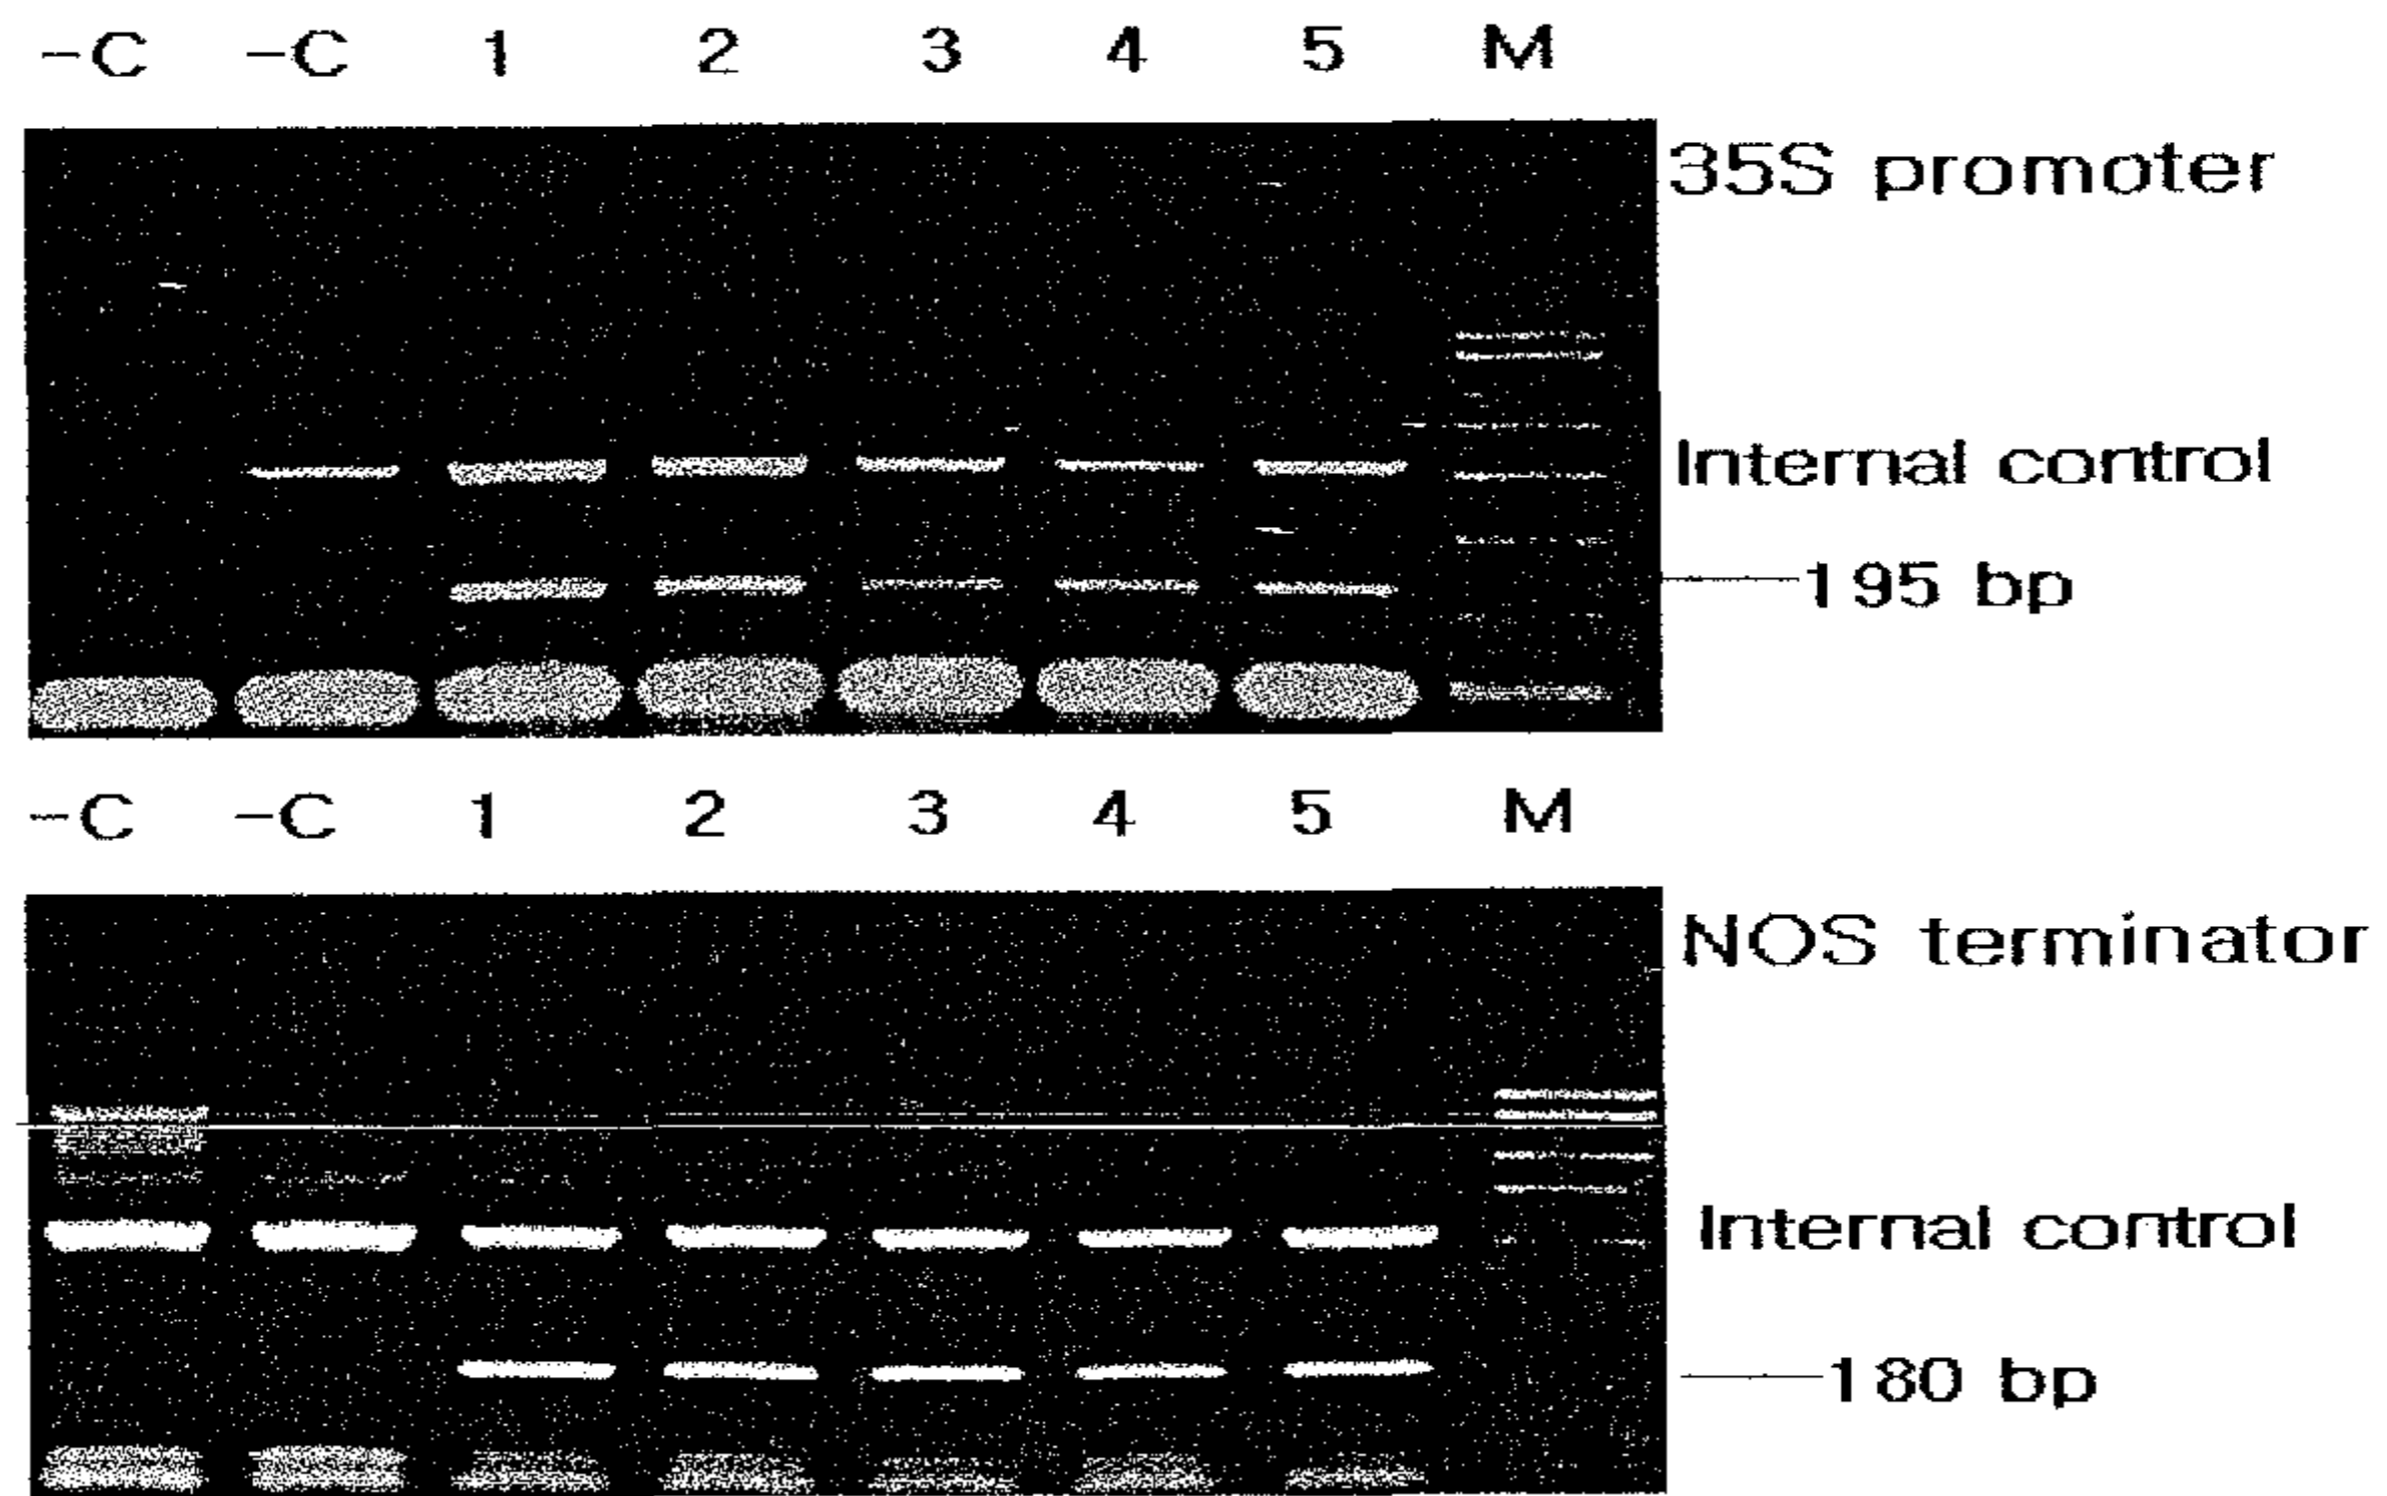 -C -C 1 2 3 4 5 M
35S promoter
Internal control
195 bp
-C -C 1 2 3 4 5 M
NOS terminator
Internal control
180 bp